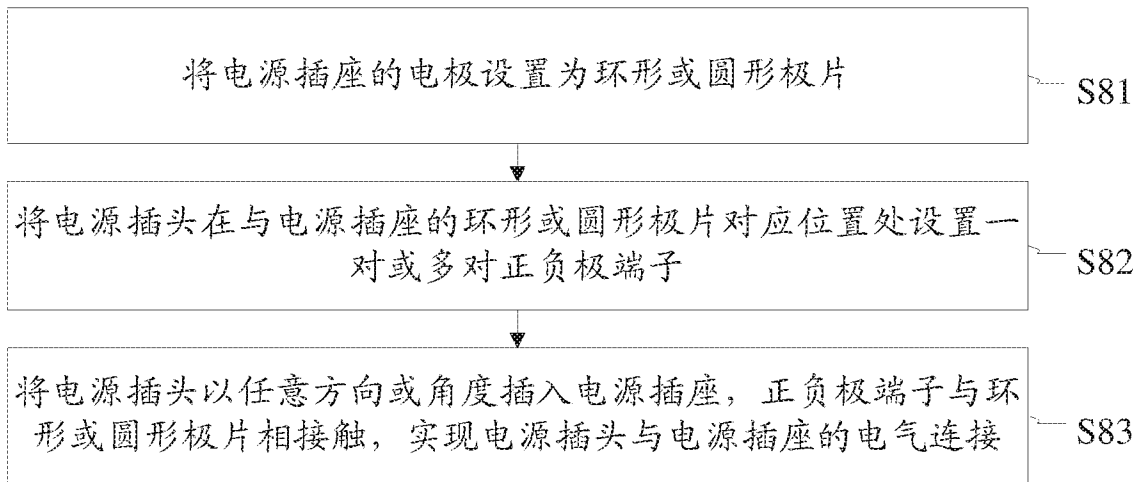 将电源插座的电极设置为环形或圆形极片
S81
将电源插头在与电源插座的环形或圆形极片对应位置处设置一
对或多对正负极端子
S82
将电源插头以任意方向或角度插入电源插座，正负极端子与环
形或圆形极片相接触，实现电源插头与电源插座的电气连接
S83